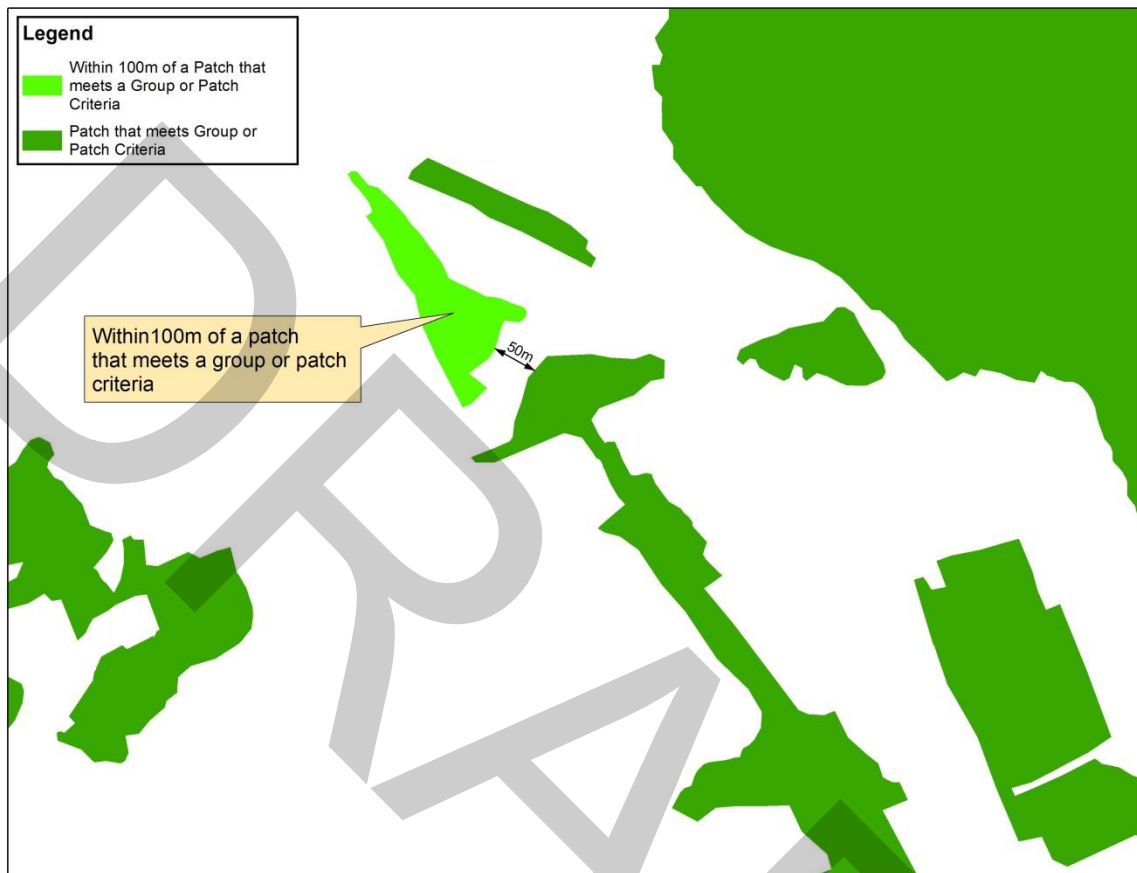 Legend
Within 100m of a Patch that
meets a Group or Patch
Criteria
Patch that meets Group or
Patch Criteria
Within100m of a patch
that meets a group or patch
criteria
50m
DRA